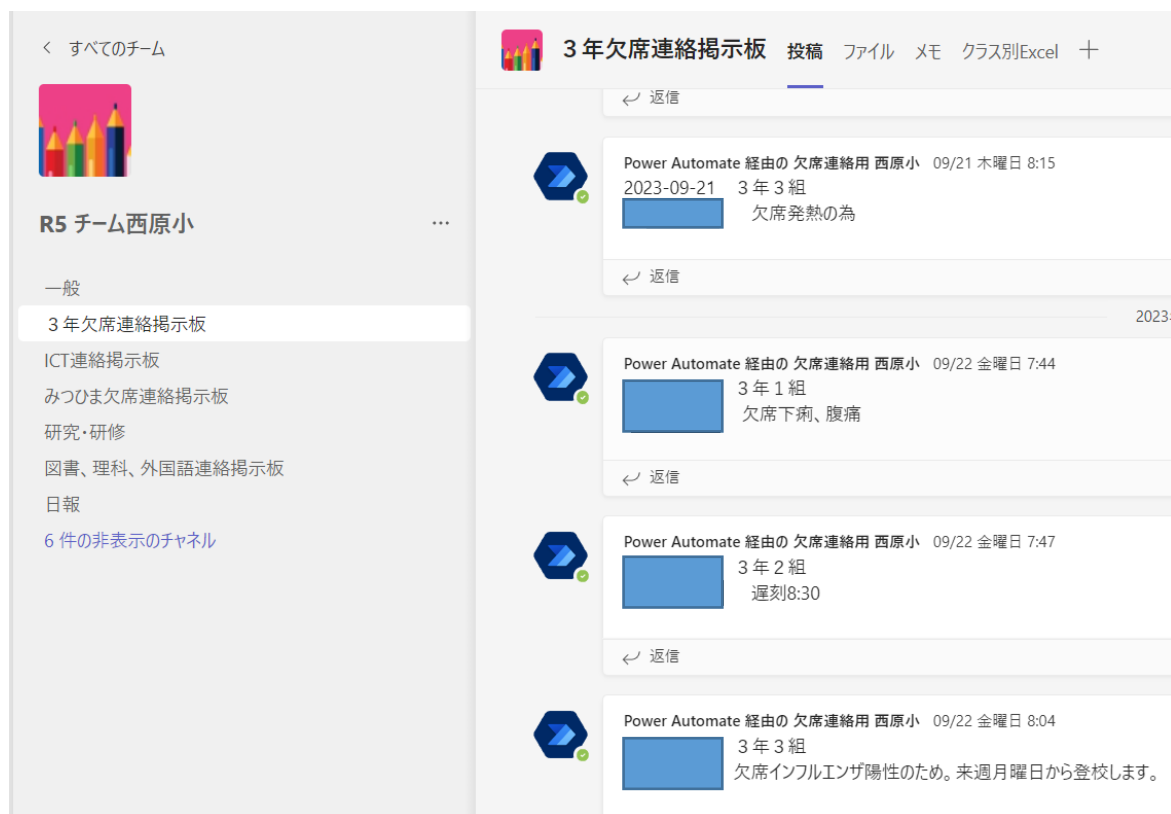 すべてのチーム
R5 チーム西原小
…
一般
３年欠席連絡掲示板
ICT連絡掲示板
みつひま欠席連絡掲示板
研究・研修
図書、理科、外国語連絡掲示板
日報
6 件の非表示のチャネル
３年欠席連絡掲示板 投稿 ファイル メモ クラス別Excel ＋
返信
Power Automate 経由の 欠席連絡用 西原小 09/21 木曜日 8:15
2023-09-21 ３年３組
欠席発熱の為
返信
2023
Power Automate 経由の 欠席連絡用 西原小 09/22 金曜日 7:44
３年１組
欠席下痢、腹痛
返信
Power Automate 経由の 欠席連絡用 西原小 09/22 金曜日 7:47
３年２組
遅刻8:30
返信
Power Automate 経由の 欠席連絡用 西原小 09/22 金曜日 8:04
３年３組
欠席インフルエンザ陽性のため。来週月曜日から登校します。